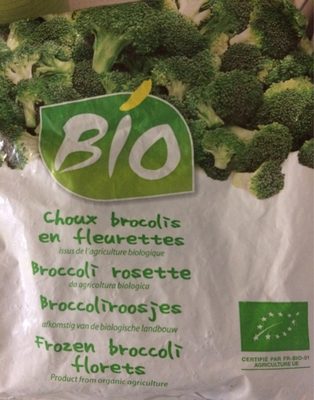 BIO
Choux brocolis
en fleurettes
issus de l'agriculture biologique
Broccoli rosette
da agricoltura biologica
Broccoliroosjes
afkomstig van de biologische landbouw
Frozen broccoli
florets
Product from organic agriculture
CERTIFIÉ PAR FR-BIO-01
AGRICULTURE UE